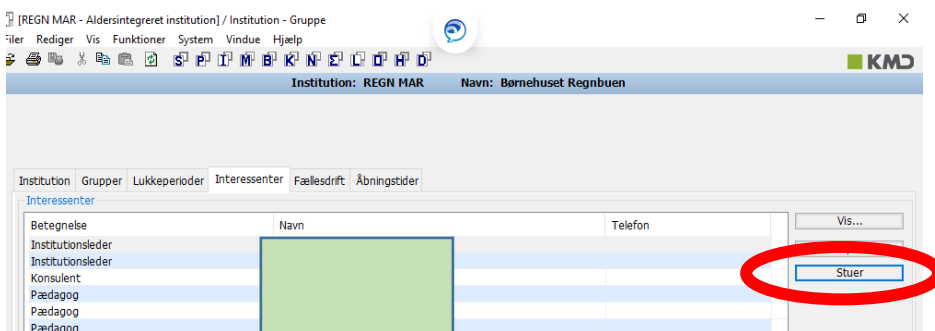 [REGN MAR - Aldersintegreret institution] / Institution - Gruppe
Filer Rediger Vis Funktioner System Vindue Hjælp
S P I M B K N Σ L D H D
KMD
Institution: REGN MAR Navn: Børnehuset Regnbuen
Institution Grupper Lukkeperioder Interessenter Fællesdrift Åbningstider
Interessenter
Betegnelse Navn Telefon Vis...
Institutionsleder
Institutionsleder
Konsulent Stuer
Pædagog
Pædagog
Pædagog